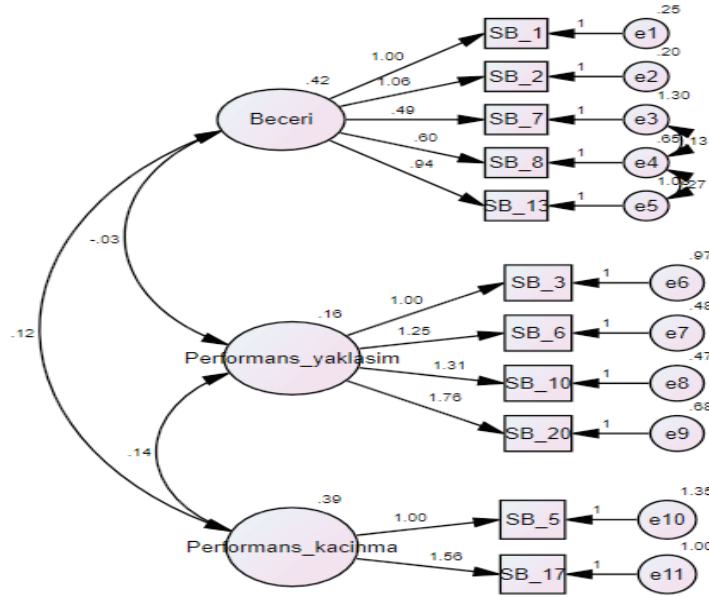 .25
1.00
SB_1
1
e1
.20
.42
1.06
SB_2
1
e2
1.30
Beceri
.49
SB_7
1
e3
.65
.13
.60
SB_8
1
e4
.27
.94
SB_13
1
e5
-.03
.97
.16
1.00
SB_3
1
e6
.48
.12
1.25
SB_6
1
e7
Performans_yaklasim
.47
1.31
SB_10
1
e8
.68
1.76
SB_20
1
e9
.14
1.35
.39
1.00
SB_5
1
e10
Performans_kacinma
1.00
1.56
SB_17
1
e11